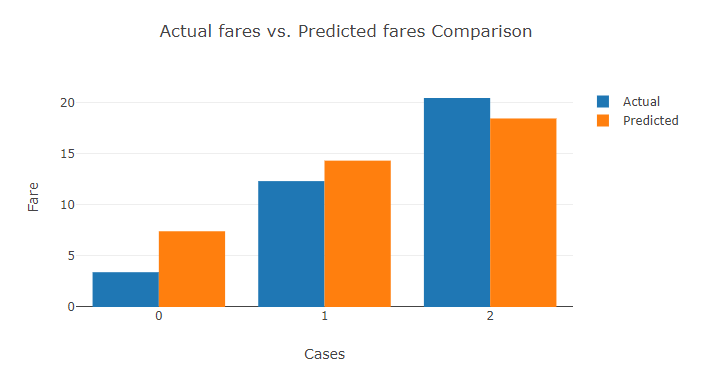 Actual fares vs. Predicted fares Comparison
20
15
10
5
0
Fare
0 1 2
Cases
Actual
Predicted